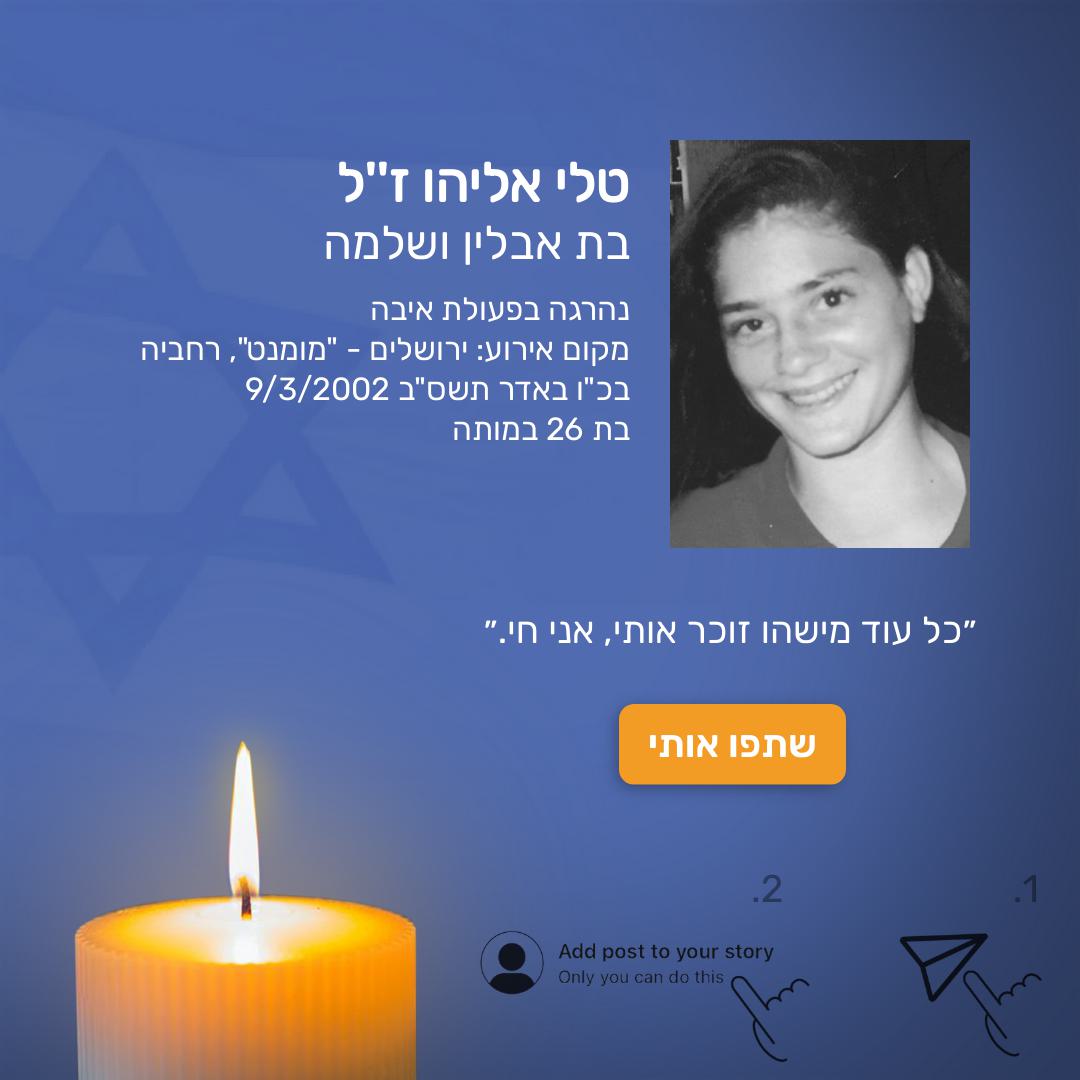 טלי אליהו ז"ל
בת אבלין ושלמה
נהרגה בפעולת איבה
מקום אירוע: ירושלים - "מומנט", רחביה
בכ"ו באדר תשס"ב 9/3/2002
בת 26 במותה
״כל עוד מישהו זוכר אותי, אני חי.״
שתפו אותי
.1
.2
Add post to your story
Only you can do this